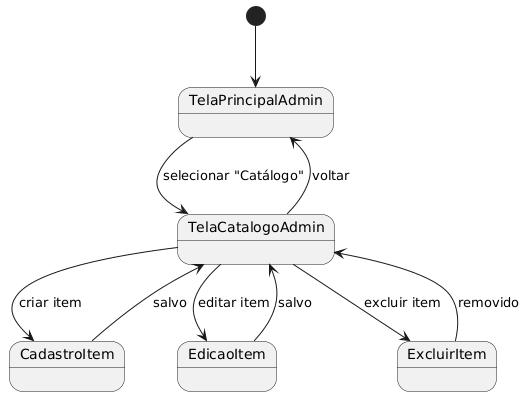 TelaPrincipalAdmin
selecionar "Catálogo"
voltar
TelaCatalogoAdmin
criar item
salvo
editar item
salvo
excluir item
removido
CadastroItem
EdicaoItem
ExcluirItem